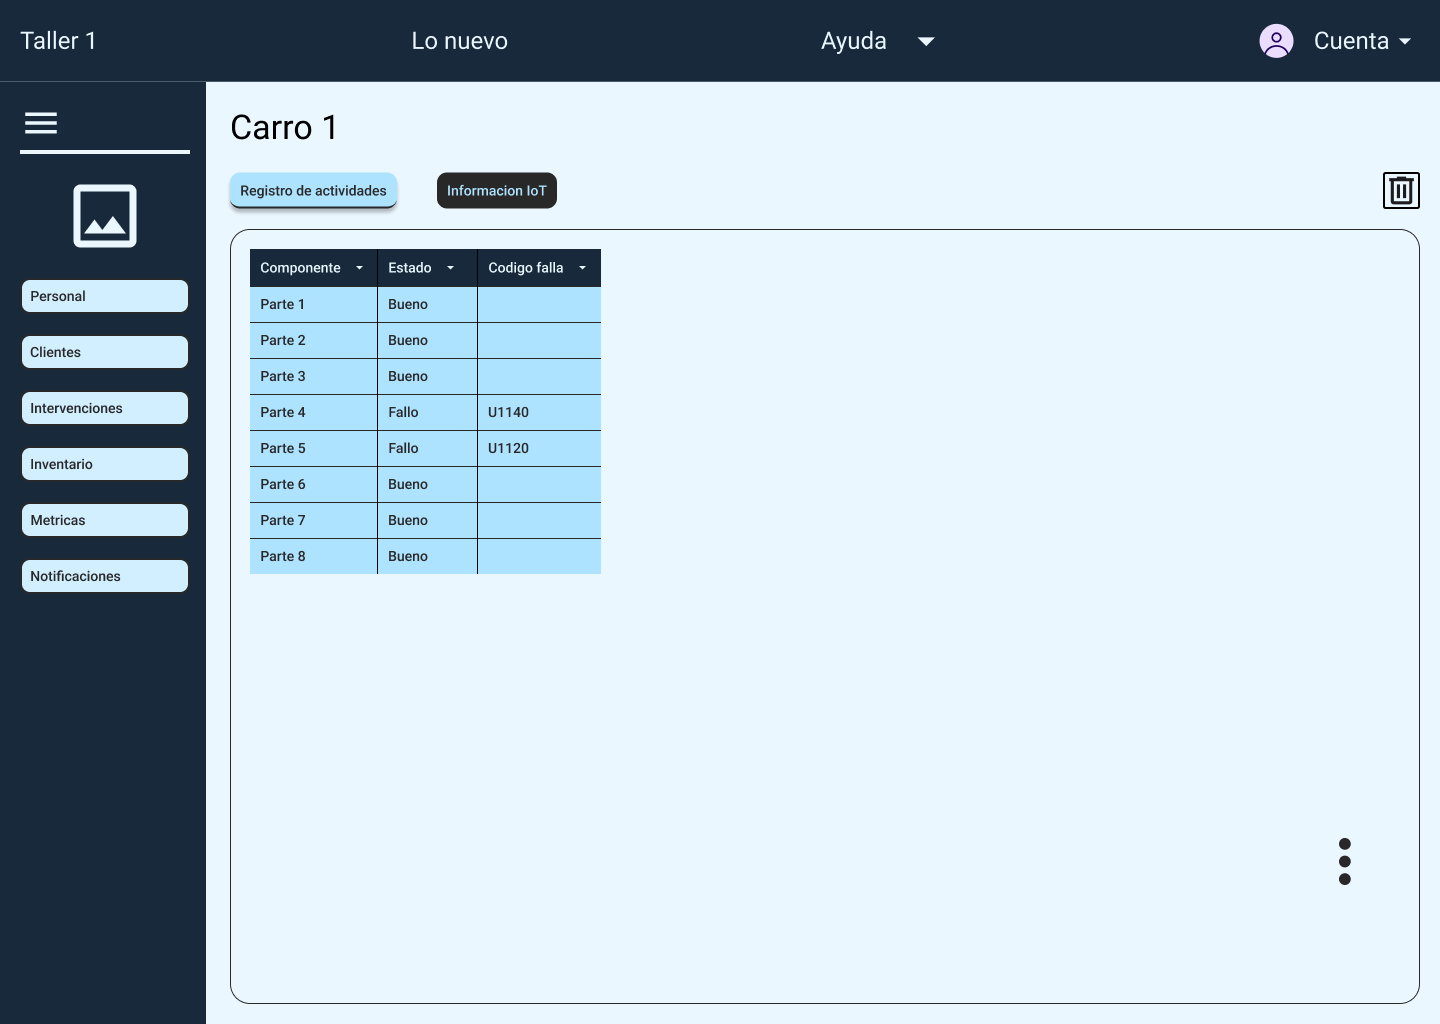 Taller 1 Lo nuevo Ayuda Cuenta
Carro 1
Registro de actividades Informacion IoT
Personal
Clientes
Intervenciones
Inventario
Metricas
Notificaciones
Componente Estado Codigo falla
Parte 1 Bueno
Parte 2 Bueno
Parte 3 Bueno
Parte 4 Fallo U1140
Parte 5 Fallo U1120
Parte 6 Bueno
Parte 7 Bueno
Parte 8 Bueno